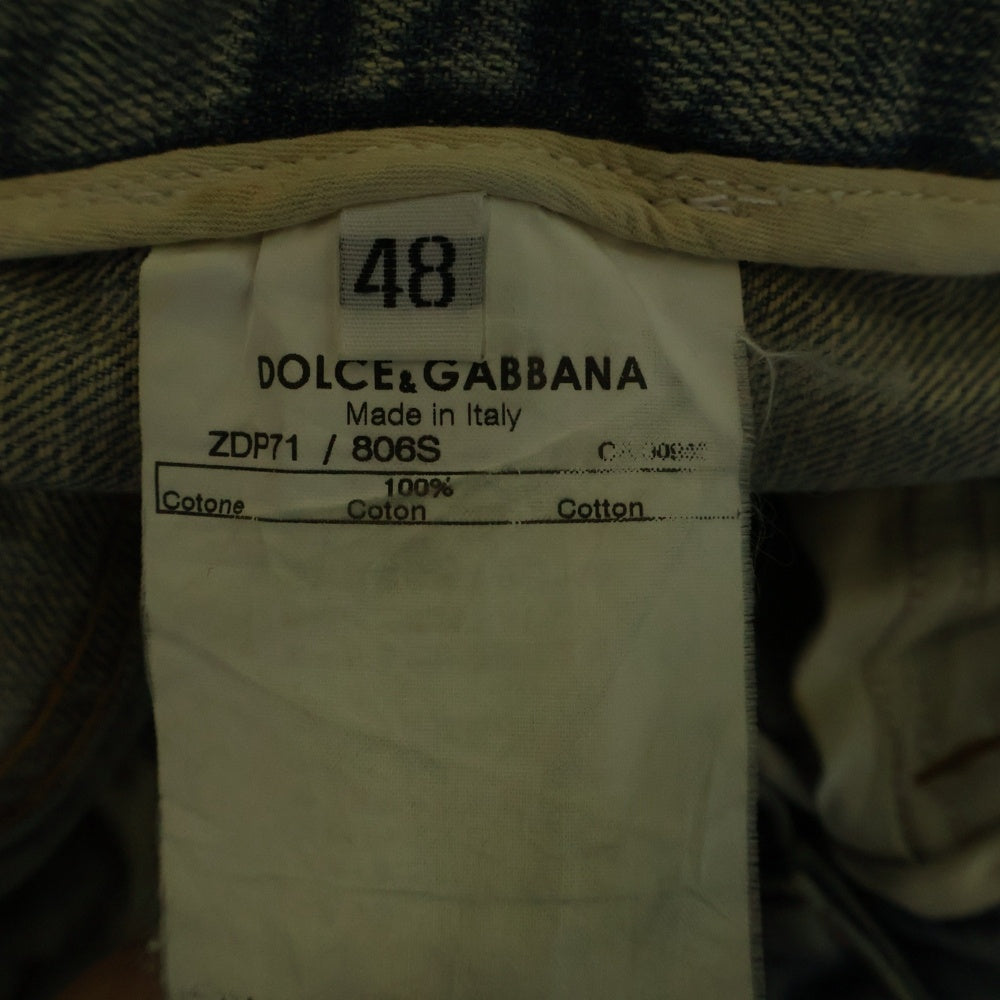 48
DOLCE&GABBANA
Made in Italy
ZDP71 / 806S
100%
Cotone Coton Cotton